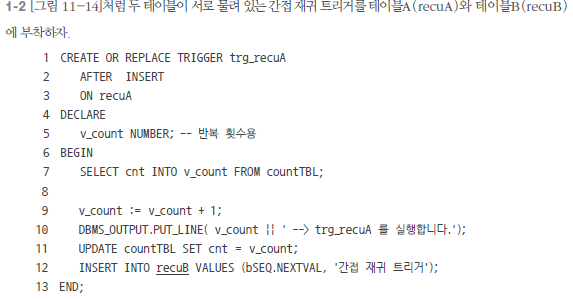 1-2 [그림 11-14]처럼 두 테이블이 서로 물려 있는 간접 재귀 트리거를 테이블A(recuA)와 테이블B(recuB)
에 부착하자.
1 CREATE OR REPLACE TRIGGER trg_recuA
2 AFTER INSERT
3 ON recuA
4 DECLARE
5 v_count NUMBER; -- 반복 횟수용
6 BEGIN
7 SELECT cnt INTO v_count FROM countTBL;
8
9 v_count := v_count + 1;
10 DBMS_OUTPUT.PUT_LINE( v_count || ' --> trg_recuA 를 실행합니다.');
11 UPDATE countTBL SET cnt = v_count;
12 INSERT INTO recuB VALUES (bSEQ.NEXTVAL, '간접 재귀 트리거');
13 END;